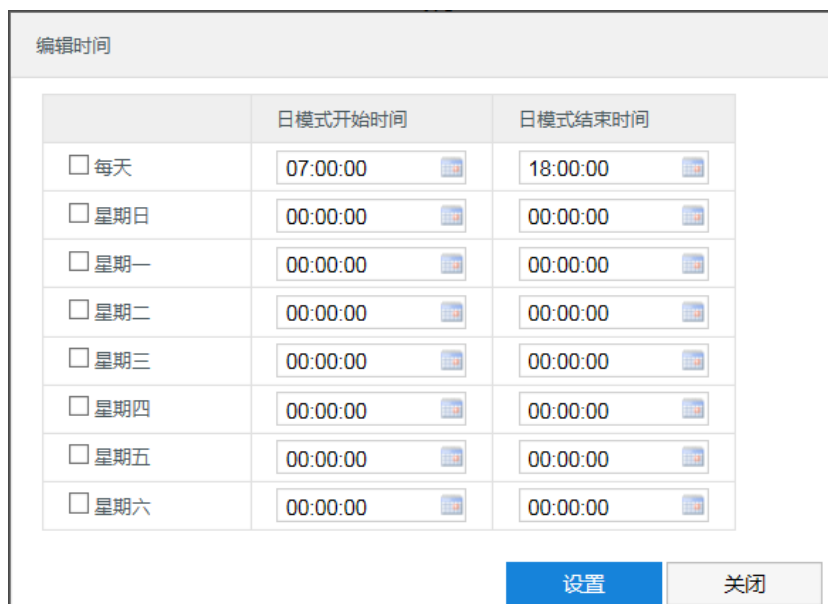 编辑时间
日模式开始时间 日模式结束时间
每天 07:00:00 18:00:00
星期日 00:00:00 00:00:00
星期一 00:00:00 00:00:00
星期二 00:00:00 00:00:00
星期三 00:00:00 00:00:00
星期四 00:00:00 00:00:00
星期五 00:00:00 00:00:00
星期六 00:00:00 00:00:00
设置 关闭